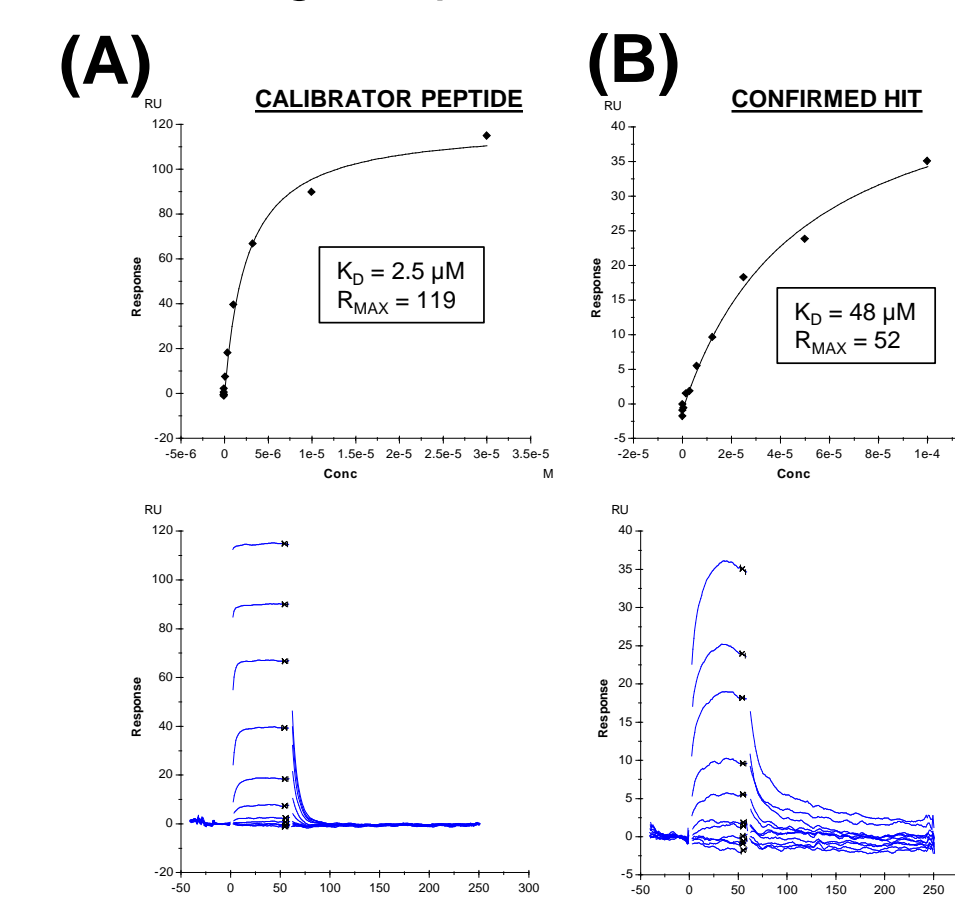 (A)
RU
CALIBRATOR PEPTIDE
120
100
80
60
40
20
0
-20
Response
K_D = 2.5 µM
R_MAX = 119
-5e-6 0 5e-6 1e-5 1.5e-5 2e-5 2.5e-5 3e-5 3.5e-5
Conc M
(B)
RU
CONFIRMED HIT
40
35
30
25
20
15
10
5
0
-5
Response
K_D = 48 µM
R_MAX = 52
-2e-5 0 2e-5 4e-5 6e-5 8e-5 1e-4
Conc
RU
120
100
80
60
40
20
0
-20
Response
-50 0 50 100 150 200 250 300
RU
40
35
30
25
20
15
10
5
0
-5
Response
-50 0 50 100 150 200 250